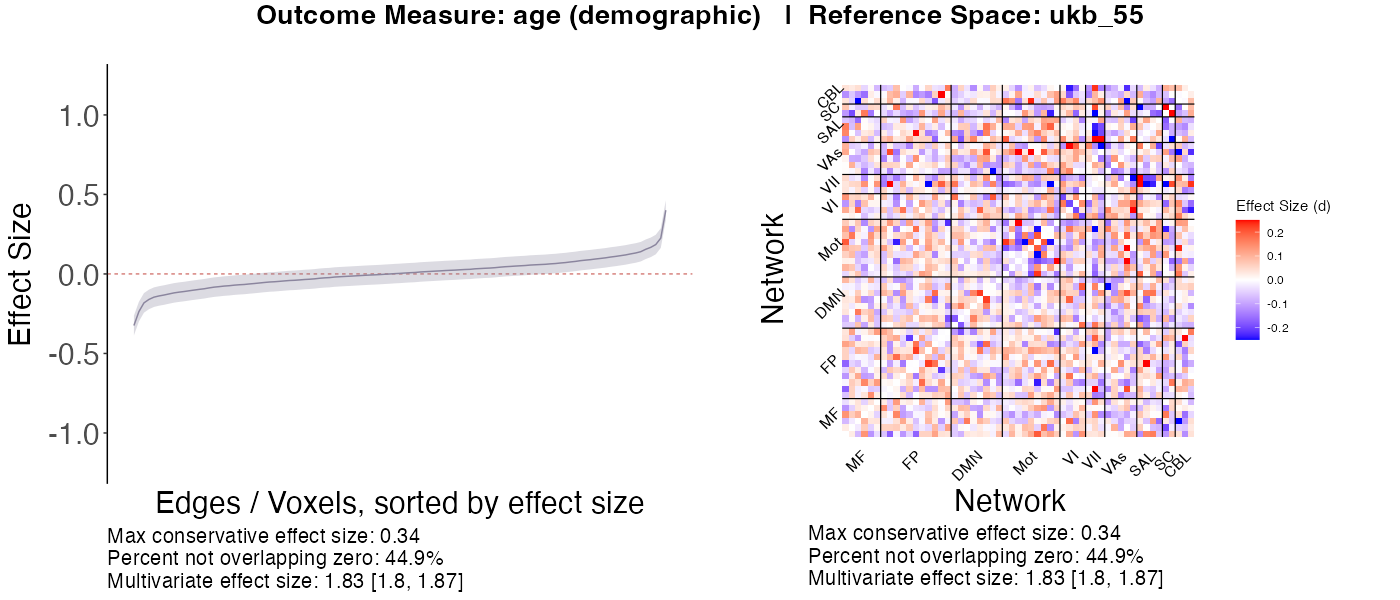 Outcome Measure: age (demographic) | Reference Space: ukb_55
Effect Size
1.0
0.5
0.0
-0.5
-1.0
Edges / Voxels, sorted by effect size
Max conservative effect size: 0.34
Percent not overlapping zero: 44.9%
Multivariate effect size: 1.83 [1.8, 1.87]
Network
CBL
SC
SAL
VAs
VII
VI
Mot
DMN
FP
MF
MF
FP
DMN
Mot
VI
VII
VAs
SAL
SC
CBL
Network
Max conservative effect size: 0.34
Percent not overlapping zero: 44.9%
Multivariate effect size: 1.83 [1.8, 1.87]
Effect Size (d)
0.2
0.1
0.0
-0.1
-0.2